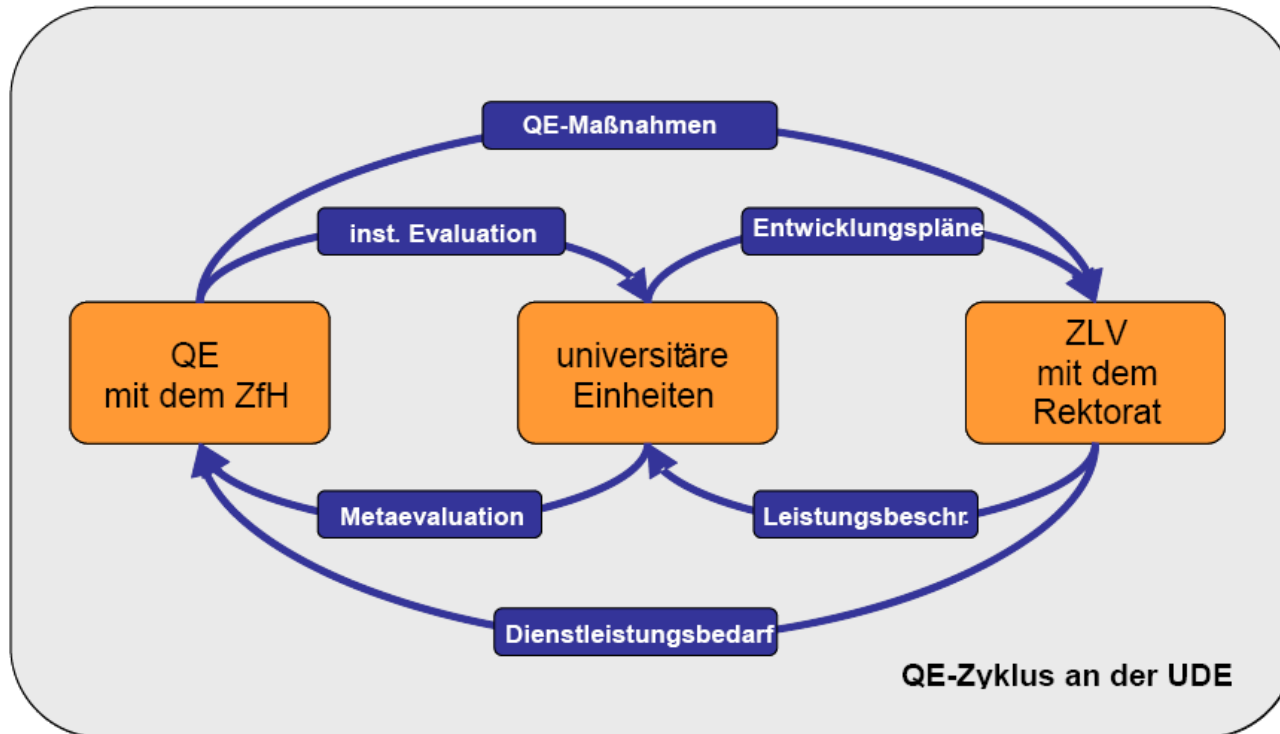 QE-Maßnahmen
inst. Evaluation
Entwicklungspläne
QE
mit dem ZfH
universitäre
Einheiten
ZLV
mit dem
Rektorat
Metaevaluation
Leistungsbeschr.
Dienstleistungsbedarf
QE-Zyklus an der UDE